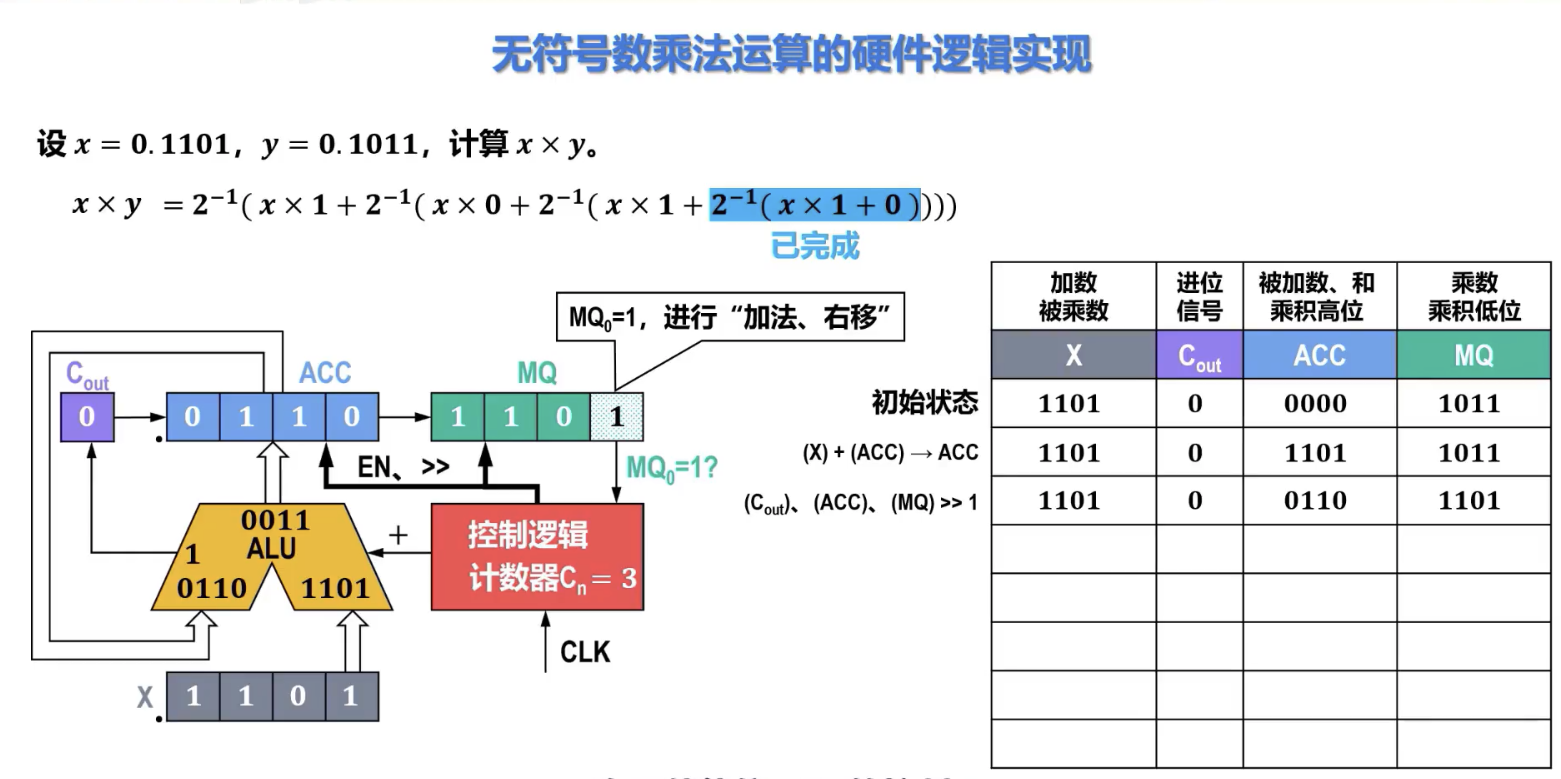 无符号数乘法运算的硬件逻辑实现
设 x = 0.1101, y = 0.1011, 计算 x × y。
x × y = 2⁻¹( x × 1 + 2⁻¹( x × 0 + 2⁻¹( x × 1 + 2⁻¹( x × 1 + 0 ))))
已完成
MQ₀=1，进行“加法、右移”
Cout
ACC
MQ
0
0 1 1 0
1 1 0 1
EN、 >>
MQ₀=1?
0011
1
ALU
0110 1101
+
控制逻辑
计数器Cn = 3
CLK
X
1 1 0 1
加数 进位 被加数、和 乘数
被乘数 信号 乘积高位 乘积低位
X Cout ACC MQ
初始状态 1101 0 0000 1011
(X) + (ACC) → ACC 1101 0 1101 1011
(Cout)、(ACC)、(MQ) >> 1 1101 0 0110 1101